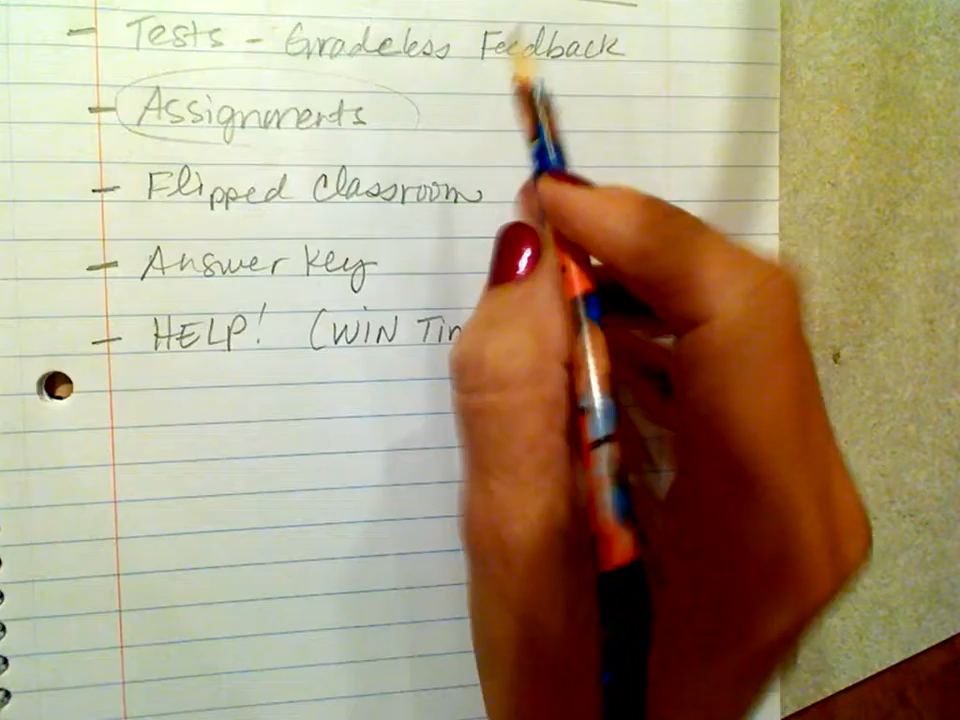 - Tests - Gradeless Feedback
- Assignments
- Flipped Classroom
- Answer Key
- HELP! (WIN